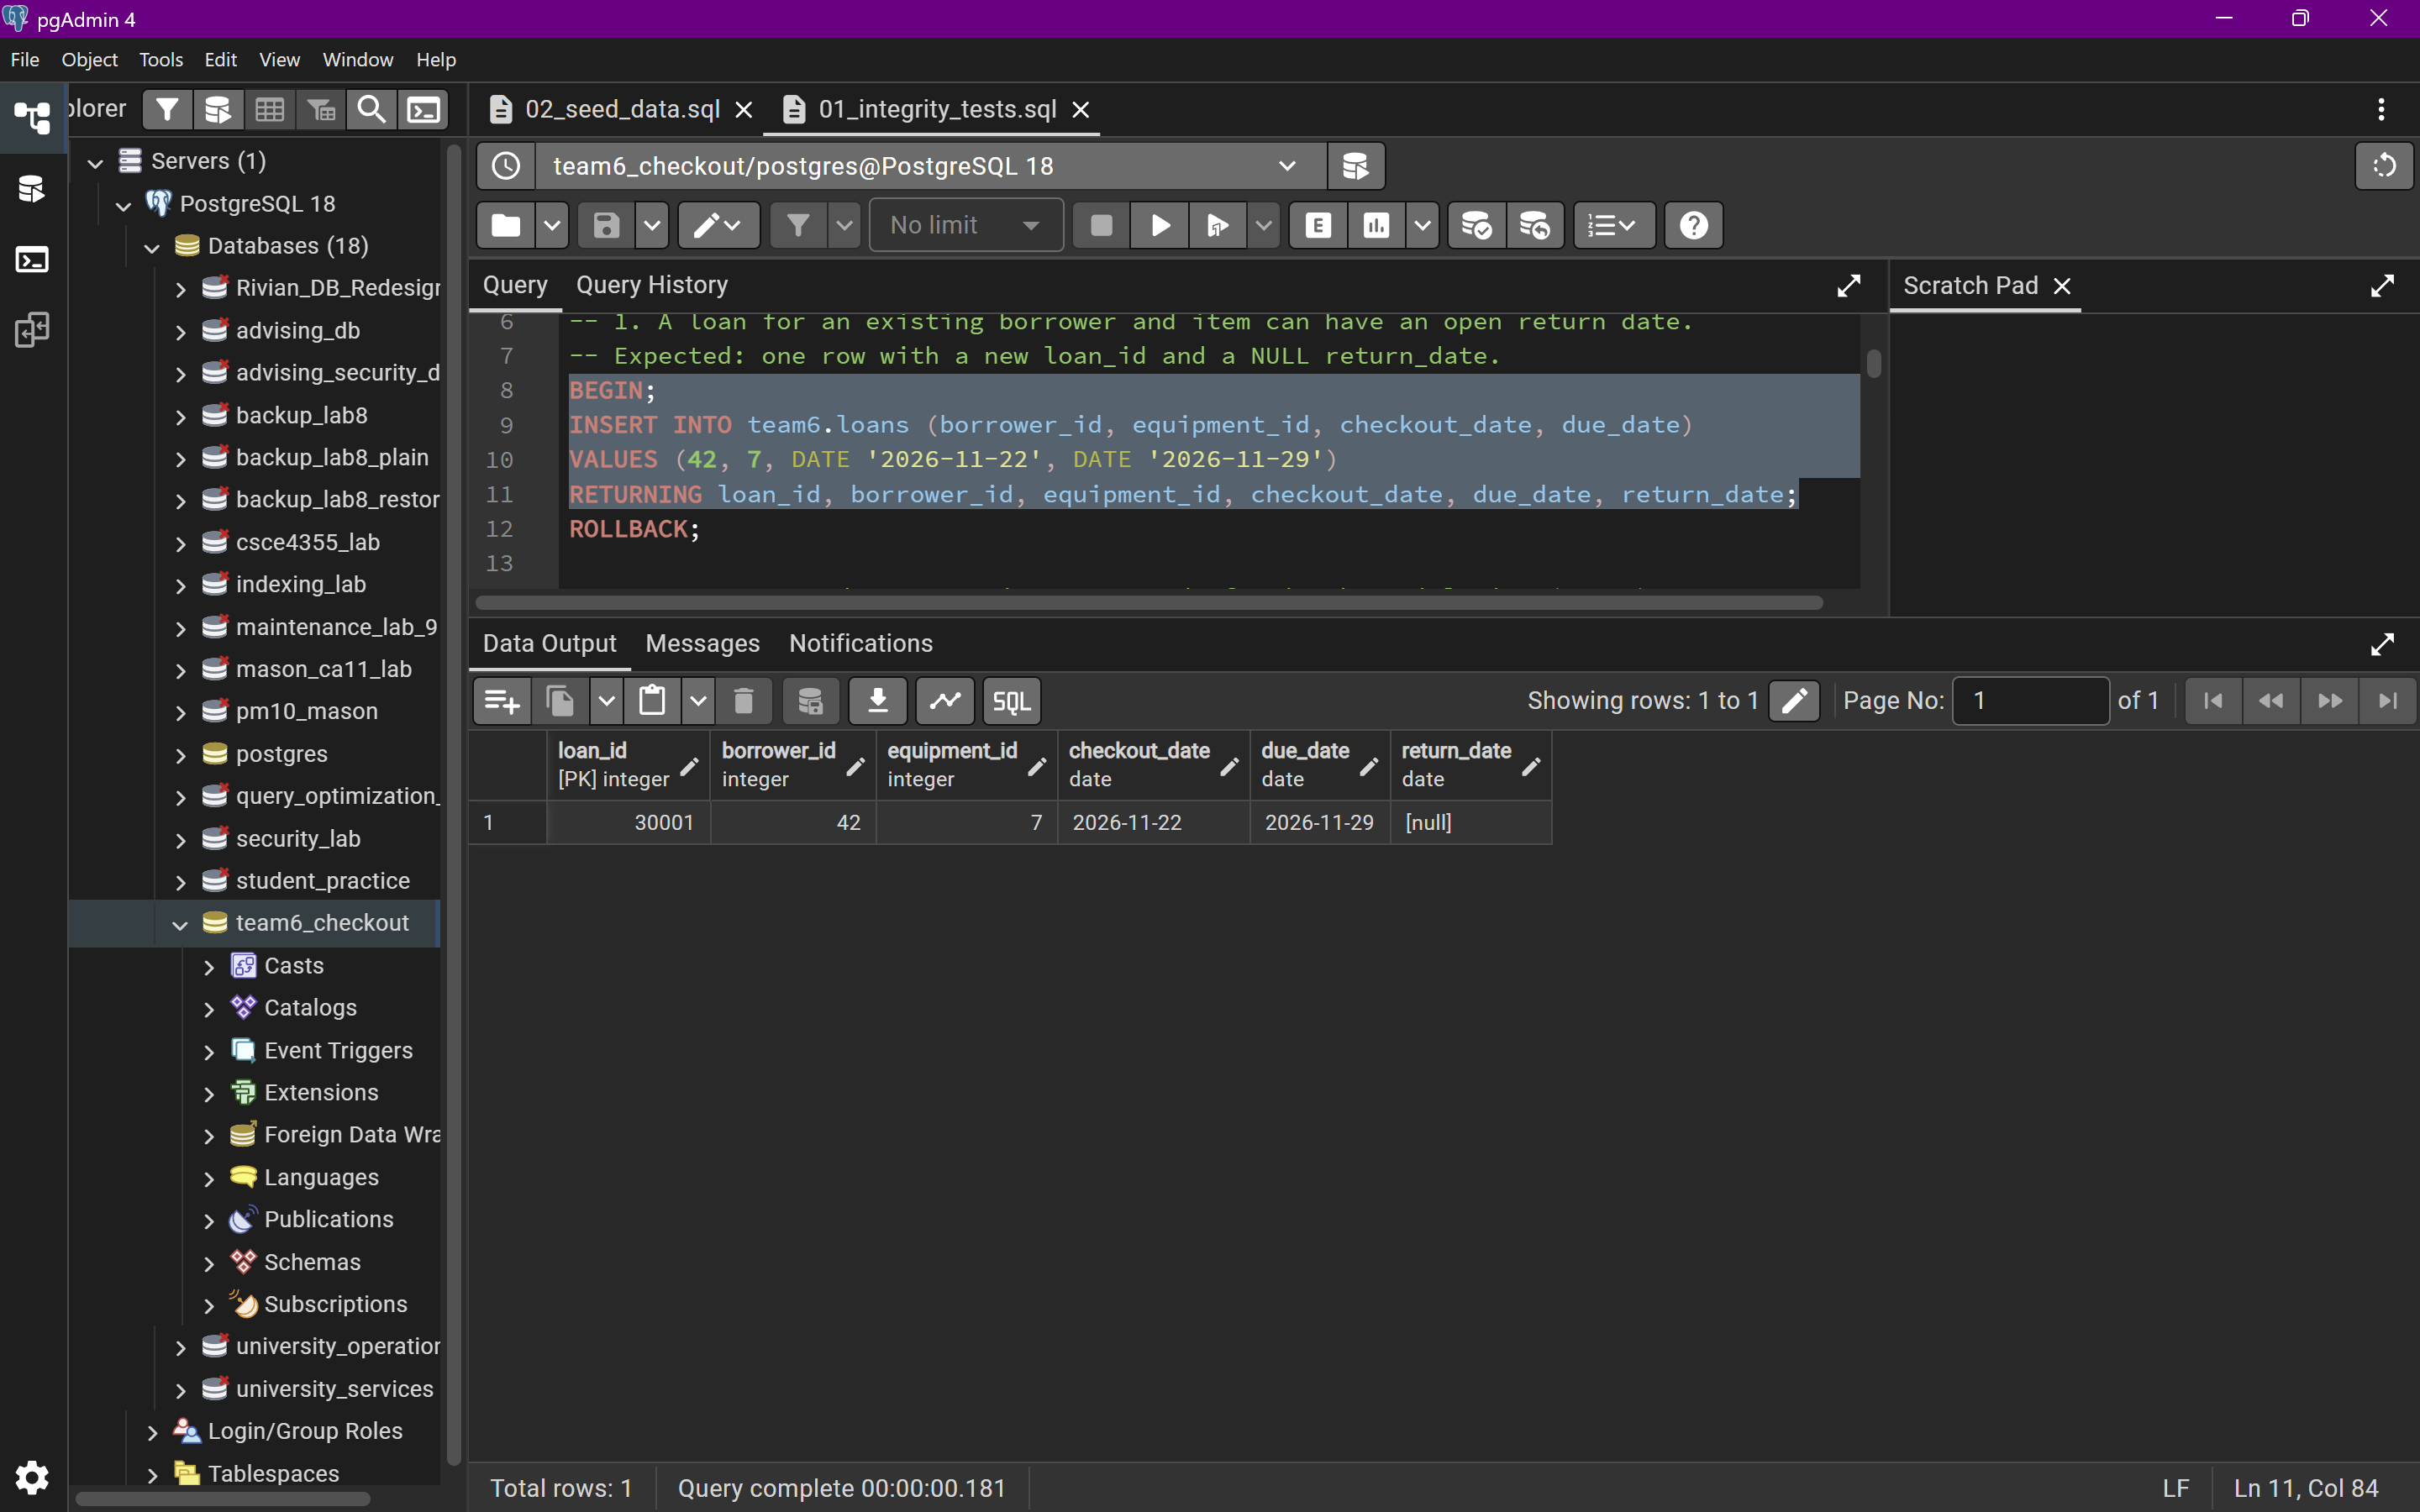 pgAdmin 4
File Object Tools Edit View Window Help
plorer
02_seed_data.sql
01_integrity_tests.sql
Servers (1)
PostgreSQL 18
Databases (18)
Rivian_DB_Redesigr
advising_db
advising_security_d
backup_lab8
backup_lab8_plain
backup_lab8_restor
csce4355_lab
indexing_lab
maintenance_lab_9
mason_ca11_lab
pm10_mason
postgres
query_optimization_
security_lab
student_practice
team6_checkout
Casts
Catalogs
Event Triggers
Extensions
Foreign Data Wra
Languages
Publications
Schemas
Subscriptions
university_operatior
university_services
Login/Group Roles
Tablespaces
team6_checkout/postgres@PostgreSQL 18
No limit
E
Query Query History
Scratch Pad
6 -- 1. A loan for an existing borrower and item can have an open return date.
7 -- Expected: one row with a new loan_id and a NULL return_date.
8 BEGIN;
9 INSERT INTO team6.loans (borrower_id, equipment_id, checkout_date, due_date)
10 VALUES (42, 7, DATE '2026-11-22', DATE '2026-11-29')
11 RETURNING loan_id, borrower_id, equipment_id, checkout_date, due_date, return_date;
12 ROLLBACK;
13
Data Output Messages Notifications
SQL
Showing rows: 1 to 1
Page No: 1 of 1
loan_id borrower_id equipment_id checkout_date due_date return_date
[PK] integer integer integer date date date
1 30001 42 7 2026-11-22 2026-11-29 [null]
Total rows: 1
Query complete 00:00:00.181
LF
Ln 11, Col 84